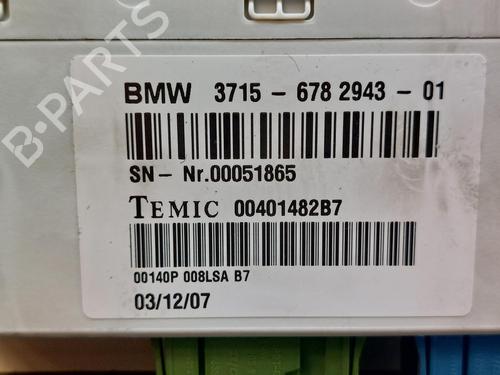 B-PARTS
BMW 3715 - 678 2943 - 01
SN- Nr.00051865
TEMIC 00401482B7
00140P 008LSA B7
03/12/07